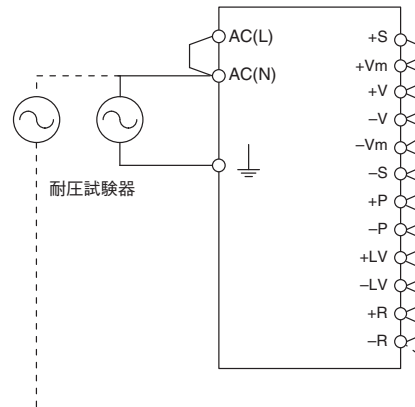 AC(L)
AC(N)
耐圧試験器
+S
+Vm
+V
–V
–Vm
–S
+P
–P
+LV
–LV
+R
–R